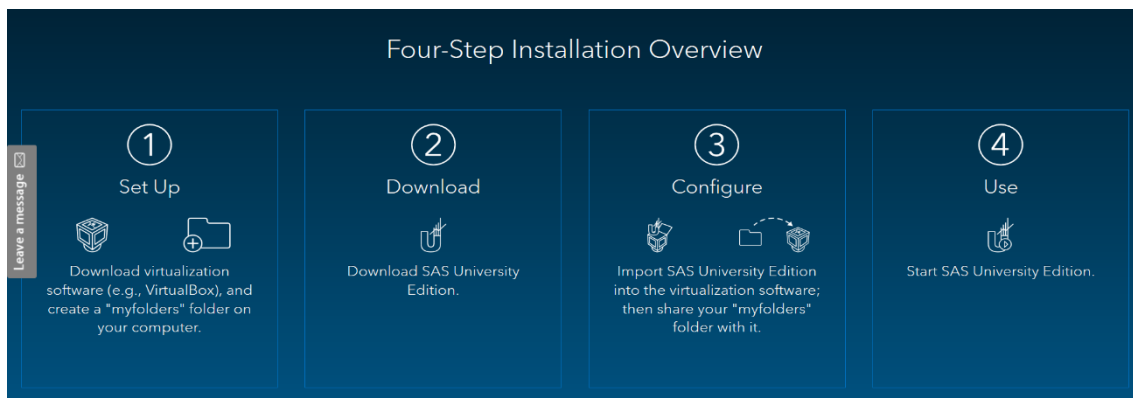 Four-Step Installation Overview
Leave a message
1
Set Up
Download virtualization
software (e.g., VirtualBox), and
create a "myfolders" folder on
your computer.
2
Download
Download SAS University
Edition.
3
Configure
Import SAS University Edition
into the virtualization software;
then share your "myfolders"
folder with it.
4
Use
Start SAS University Edition.